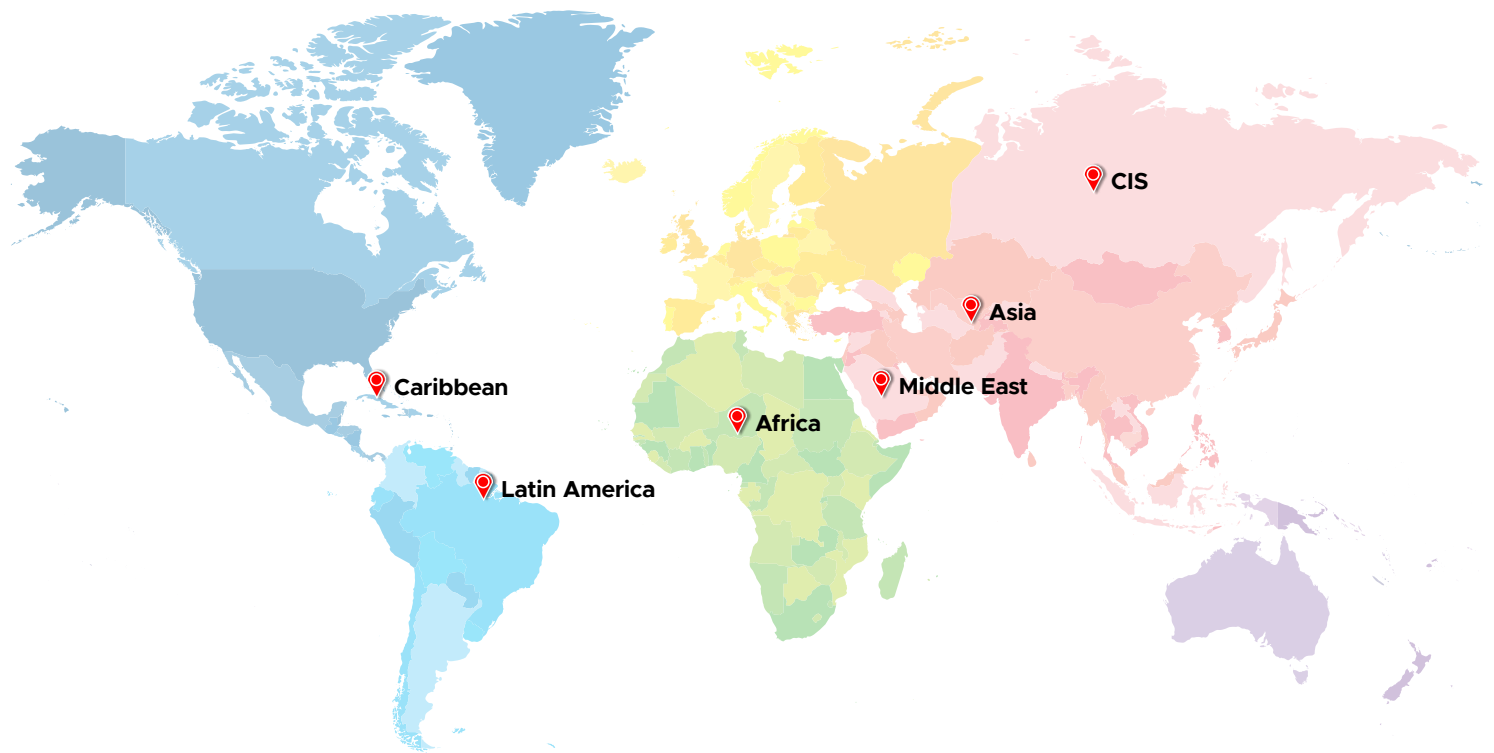 CIS
Asia
Middle East
Caribbean
Africa
Latin America